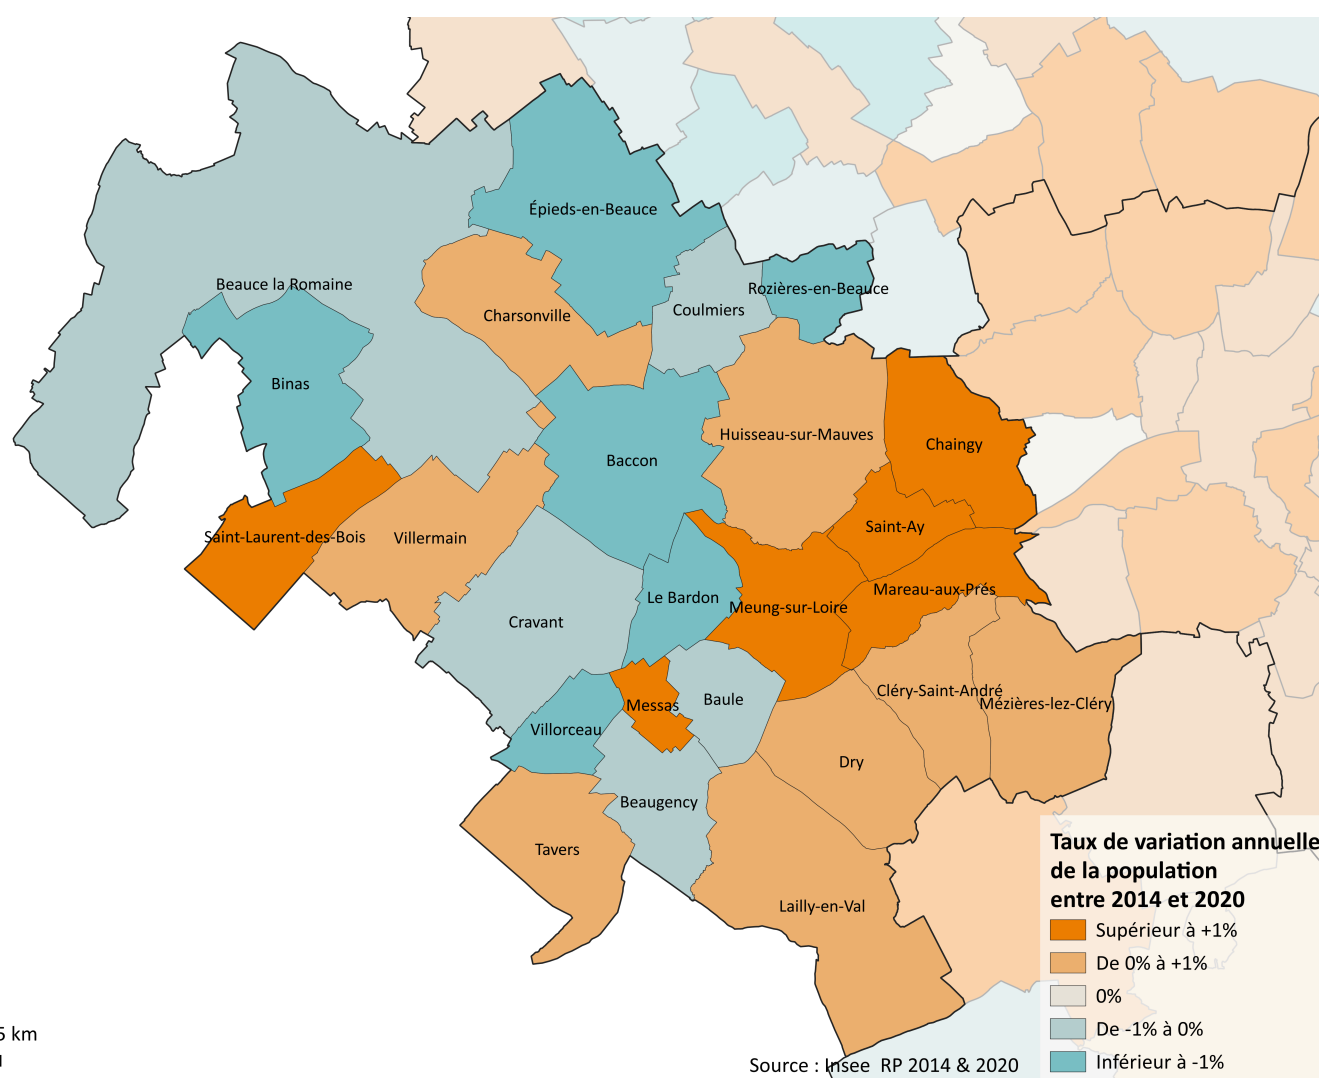 Épieds-en-Beauce
Beauce la Romaine
Rozières-en-Beauce
Charsonville
Coulmiers
Binas
Huisseau-sur-Mauves
Chaingy
Baccon
Saint-Ay
Saint-Laurent-des-Bois
Villermain
Mareau-aux-Prés
Le Bardon
Meung-sur-Loire
Cravant
Cléry-Saint-André
Mézières-lez-Cléry
Messas
Baule
Villorceau
Dry
Beaugency
Tavers
Lailly-en-Val
Taux de variation annuelle
de la population
entre 2014 et 2020
Supérieur à +1%
De 0% à +1%
0%
De -1% à 0%
Inférieur à -1%
5 km
Source : Insee RP 2014 & 2020